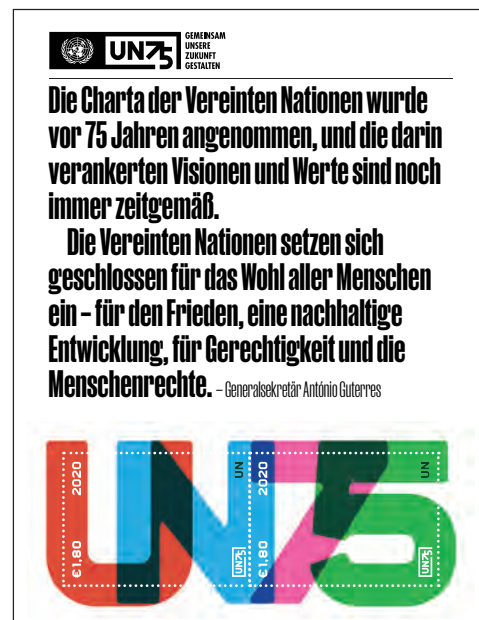 UN75
GEMEINSAM
UNSERE
ZUKUNFT
GESTALTEN
Die Charta der Vereinten Nationen wurde
vor 75 Jahren angenommen, und die darin
verankerten Visionen und Werte sind noch
immer zeitgemäß.
Die Vereinten Nationen setzen sich
geschlossen für das Wohl aller Menschen
ein – für den Frieden, eine nachhaltige
Entwicklung, für Gerechtigkeit und die
Menschenrechte. – Generalsekretär António Guterres
UN75
2020
€1,80
UN
UN75
2020
€1,80
UN
UN75